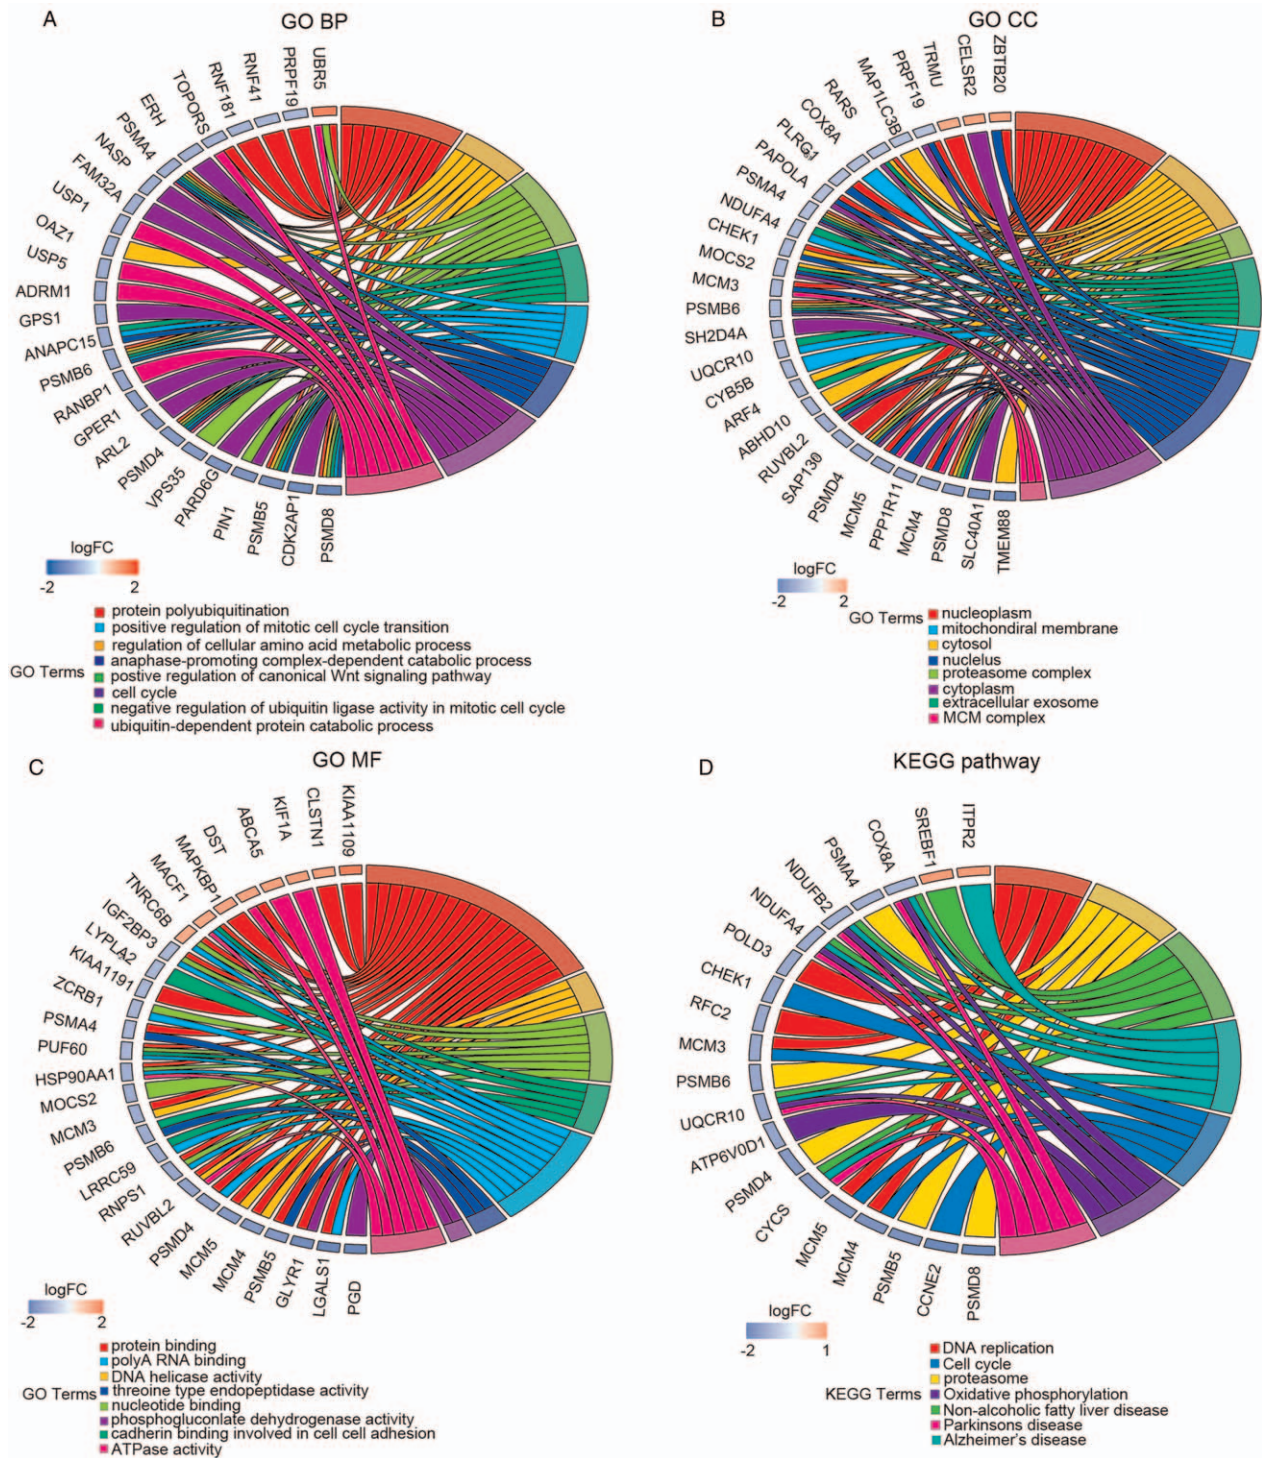 A
GO BP
UBR5
PRPF19
RNF41
RNF181
TOPORS
ERH
PSMA4
NASP
FAM32A
USP1
OAZ1
USP5
ADRM1
GPS1
ANAPC15
PSMB6
RANBP1
GPER1
ARL2
PSMD4
VPS35
PARD6G
PIN1
PSMB5
CDK2AP1
PSMD8
logFC
-2 2
GO Terms
protein polyubiquitination
positive regulation of mitotic cell cycle transition
regulation of cellular amino acid metabolic process
anaphase-promoting complex-dependent catabolic process
postive regulation of canonical Wnt signaling pathway
cell cycle
negative regulation of ubiquitin ligase activity in mitotic cell cycle
ubiquitin-dependent protein catabolic process
B
GO CC
ZBTB20
CELSR2
TRMU
PRPF19
MAP1LC3B
RARS
COX8A
PLRG1
PAPOLA
PSMA4
NDUFA4
CHEK1
MOCS2
MCM3
PSMB6
SH2D4A
UQCR10
CYB5B
ARF4
ABHD10
RUVBL2
SAP130
PSMD4
MCM5
PPP1R11
MCM4
PSMD8
SLC40A1
TMEM88
logFC
-2 2
GO Terms
nucleoplasm
mitochondiral membrane
cytosol
nuclelus
proteasome complex
cytoplasm
extracellular exosome
MCM complex
C
GO MF
KIAA1109
CLSTN1
KIF1A
ABCA5
DST
MAPKBP1
MACF1
TNRC6B
IGF2BP3
LYPLA2
KIAA1191
ZCRB1
PSMA4
PUF60
HSP90AA1
MOCS2
MCM3
PSMB6
LRRC59
RNPS1
RUVBL2
PSMD4
MCM5
MCM4
PSMB5
GLYR1
LGALS1
PGD
logFC
-2 2
GO Terms
protein binding
polyA RNA binding
DNA helicase activity
threoine type endopeptidase activity
nucleotide binding
phosphogluconlate dehydrogenase activity
cadherin binding involved in cell cell adhesion
ATPase activity
D
KEGG pathway
ITPR2
SREBF1
COX8A
PSMA4
NDUFB2
NDUFA4
POLD3
CHEK1
RFC2
MCM3
PSMB6
UQCR10
ATP6V0D1
PSMD4
CYCS
MCM5
MCM4
PSMB5
CCNE2
PSMD8
logFC
-2 1
KEGG Terms
DNA replication
Cell cycle
proteasome
Oxidative phosphorylation
Non-alcoholic fatty liver disease
Parkinsons disease
Alzheimer's disease